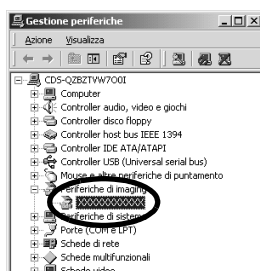 Gestione periferiche
Azione Visualizza
CDS-QZBZTVW7O0I
Computer
Controller audio, video e giochi
Controller disco floppy
Controller host bus IEEE 1394
Controller IDE ATA/ATAPI
Controller USB (Universal serial bus)
Mouse e altre periferiche di puntamento
Periferiche di imaging
XXXXXXXXXXX
Periferiche di sistema
Porte (COM e LPT)
Schede di rete
Schede multifunzionali
Schede video